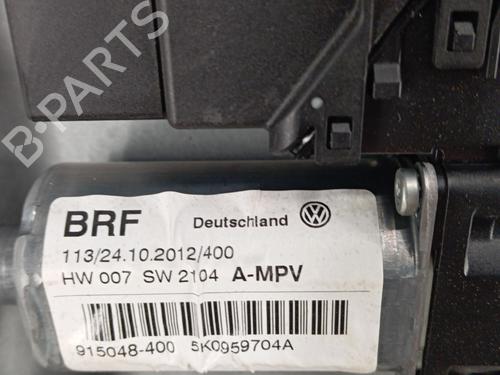 B-PARTS
BRF Deutschland
113/24.10.2012/400
HW 007 SW 2104 A-MPV
915048-400 5K0959704A